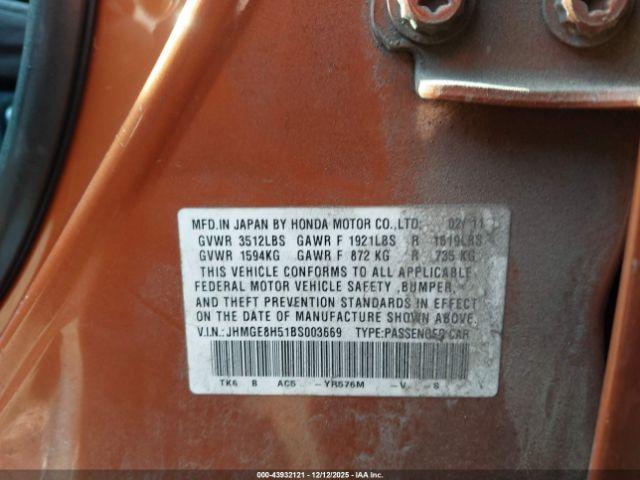 MFD.IN JAPAN BY HONDA MOTOR CO.,LTD. 02/11
GVWR 3512LBS GAWR F 1921LBS R 1619LBS
GVWR 1594KG GAWR F 872 KG R 735 KG
THIS VEHICLE CONFORMS TO ALL APPLICABLE
FEDERAL MOTOR VEHICLE SAFETY ,BUMPER,
AND THEFT PREVENTION STANDARDS IN EFFECT
ON THE DATE OF MANUFACTURE SHOWN ABOVE.
V.I.N.: JHMGE8H51BS003669 TYPE:PASSENGER CAR
TK6 B AC5 -- YR576M --V --S
000-43932121 - 12/12/2025 - IAA Inc.